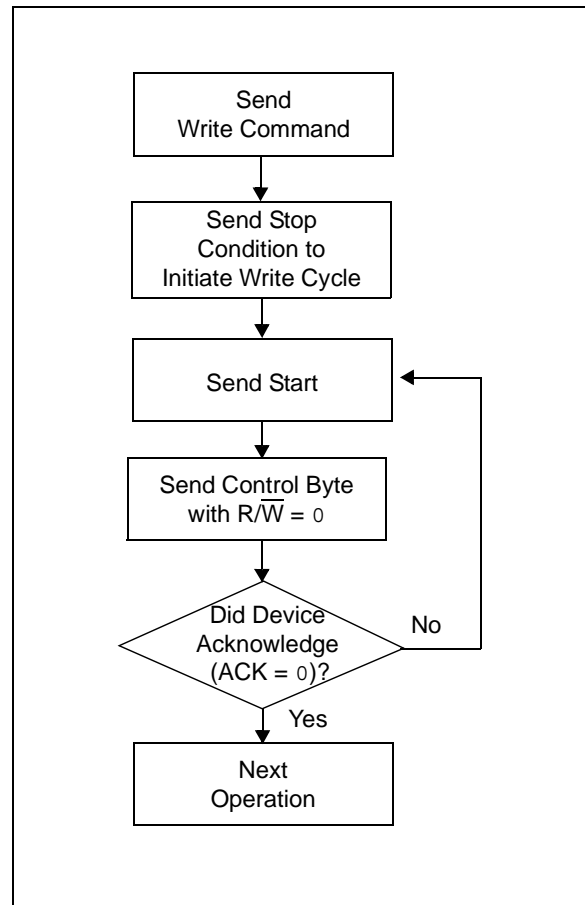 Send
Write Command
Send Stop
Condition to
Initiate Write Cycle
Send Start
Send Control Byte
with R/W̅ = 0
Did Device
Acknowledge
(ACK = 0)?
No
Yes
Next
Operation